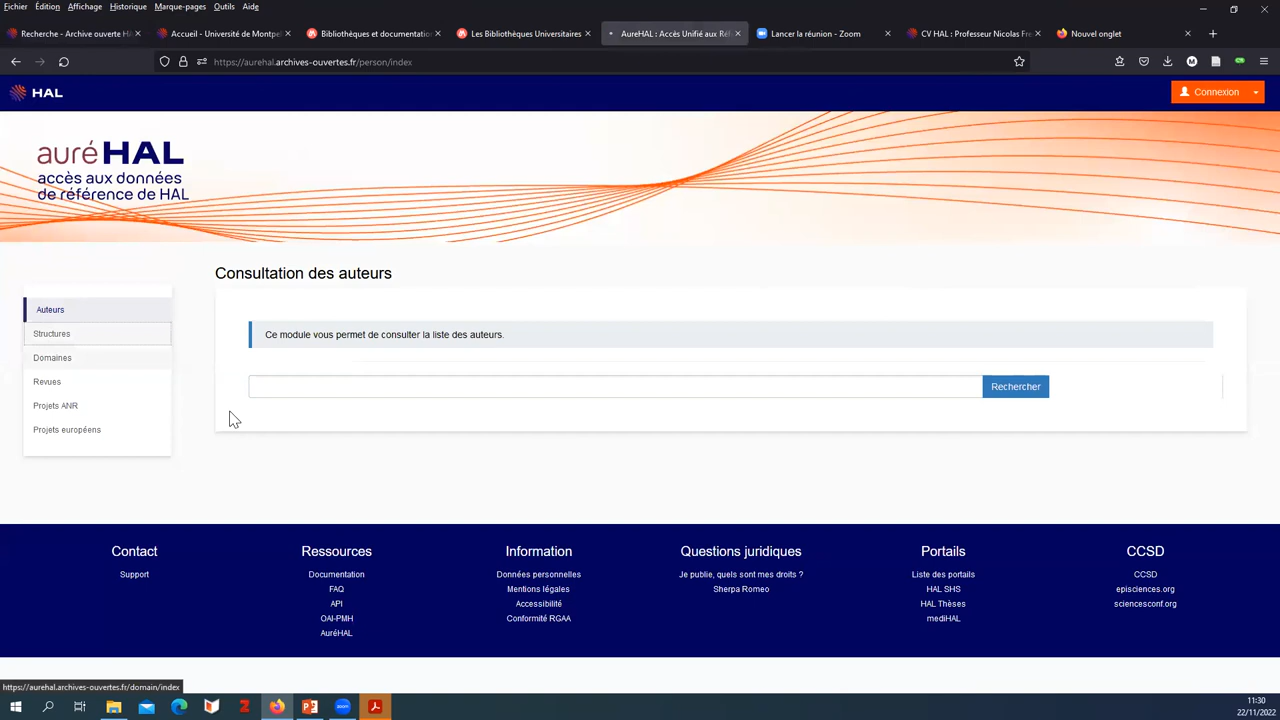 Fichier Édition Affichage Historique Marque-pages Outils Aide
Recherche - Archive ouverte HA
Accueil - Université de Montpel
Bibliothèques et documentation
Les Bibliothèques Universitaires
AureHAL : Accès Unifié aux Réf
Lancer la réunion - Zoom
CV HAL : Professeur Nicolas Fre
Nouvel onglet
https://aurehal.archives-ouvertes.fr/person/index
HAL
Connexion
auréHAL
accès aux données
de référence de HAL
Consultation des auteurs
Auteurs
Structures
Domaines
Revues
Projets ANR
Projets européens
Ce module vous permet de consulter la liste des auteurs.
Rechercher
Contact
Support
Ressources
Documentation
FAQ
API
OAI-PMH
AuréHAL
Information
Données personnelles
Mentions légales
Accessibilité
Conformité RGAA
Questions juridiques
Je publie, quels sont mes droits ?
Sherpa Romeo
Portails
Liste des portails
HAL SHS
HAL Thèses
mediHAL
CCSD
CCSD
episciences.org
sciencesconf.org
https://aurehal.archives-ouvertes.fr/domain/index
zoom
11:30
22/11/2022